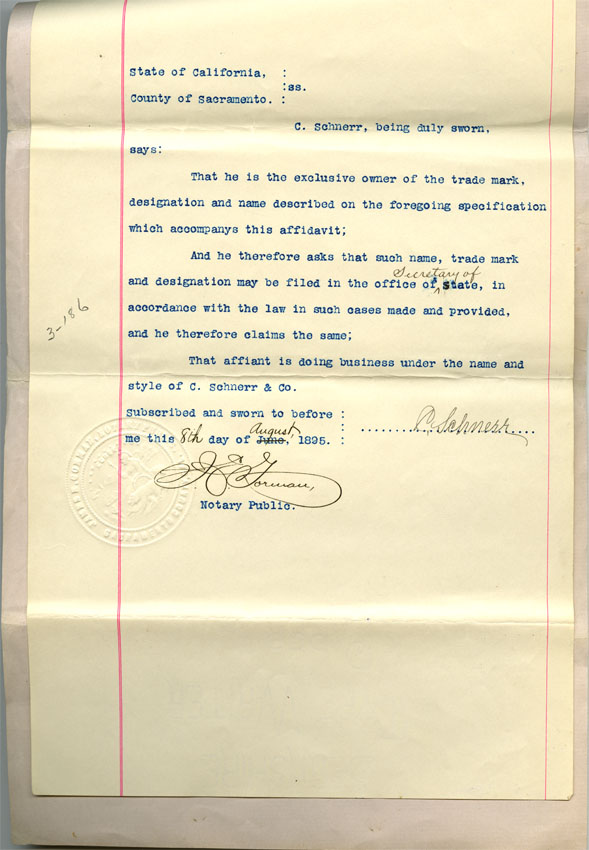 State of California, :
:ss.
County of Sacramento. :
C. Schnerr, being duly sworn,
says:
That he is the exclusive owner of the trade mark,
designation and name described on the foregoing specification
which accompanys this affidavit;
And he therefore asks that such name, trade mark
Secretary of
and designation may be filed in the office of State, in
accordance with the law in such cases made and provided,
3-186
and he therefore claims the same;
That affiant is doing business under the name and
style of C. Schnerr & Co.
Subscribed and sworn to before :
C. Schnerr
August,
me this 8th day of June, 1895. :
Gorman,
Notary Public.